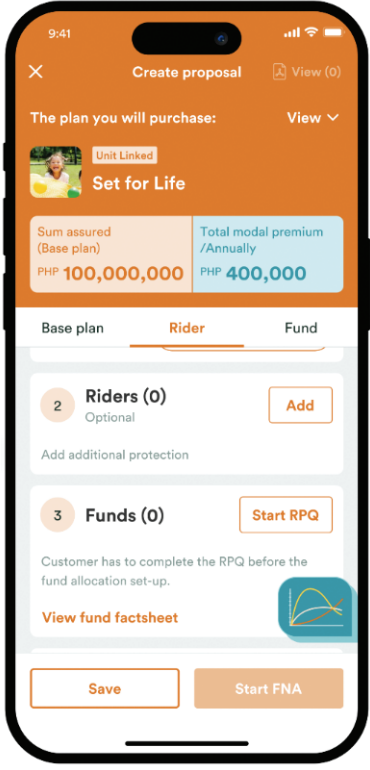 9:41
Create proposal
View (0)
The plan you will purchase:
View
Unit Linked
Set for Life
Sum assured
(Base plan)
PHP 100,000,000
Total modal premium
/Annually
PHP 400,000
Base plan
Rider
Fund
2
Riders (0)
Optional
Add
Add additional protection
3
Funds (0)
Start RPQ
Customer has to complete the RPQ before the
fund allocation set-up.
View fund factsheet
Save
Start FNA